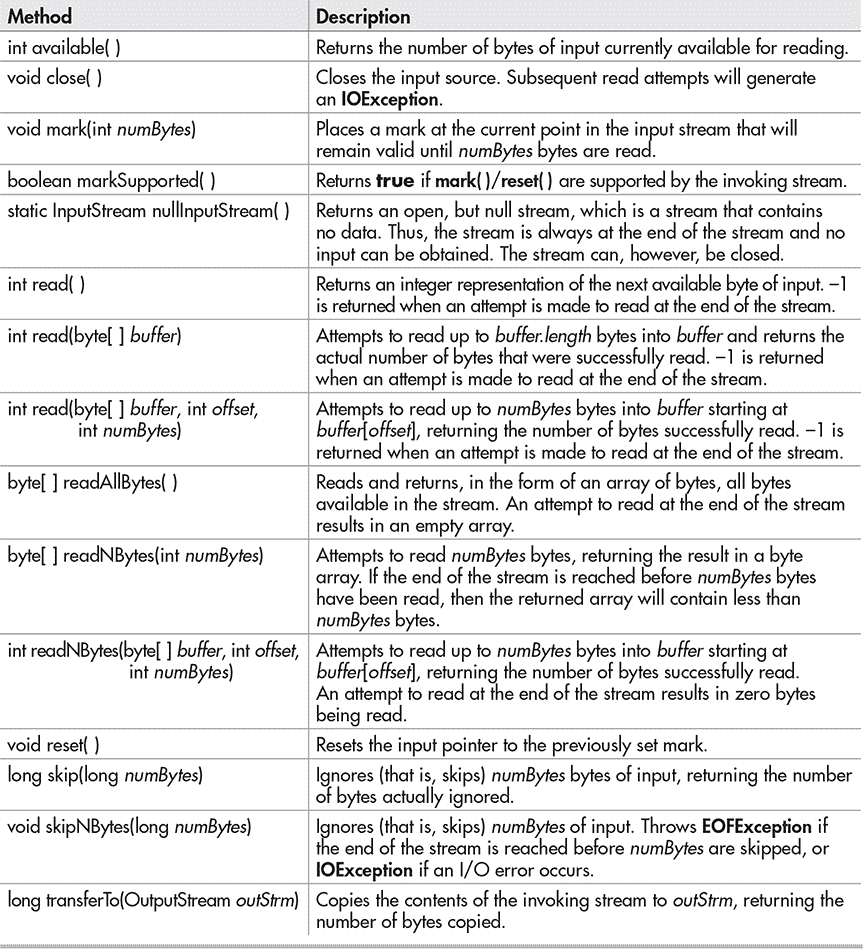 Method Description
int available( ) Returns the number of bytes of input currently available for reading.
void close( ) Closes the input source. Subsequent read attempts will generate
an IOException.
void mark(int numBytes) Places a mark at the current point in the input stream that will
remain valid until numBytes bytes are read.
boolean markSupported( ) Returns true if mark( )/reset( ) are supported by the invoking stream.
static InputStream nullInputStream( ) Returns an open, but null stream, which is a stream that contains
no data. Thus, the stream is always at the end of the stream and no
input can be obtained. The stream can, however, be closed.
int read( ) Returns an integer representation of the next available byte of input. –1
is returned when an attempt is made to read at the end of the stream.
int read(byte[ ] buffer) Attempts to read up to buffer.length bytes into buffer and returns the
actual number of bytes that were successfully read. –1 is returned
when an attempt is made to read at the end of the stream.
int read(byte[ ] buffer, int offset, Attempts to read up to numBytes bytes into buffer starting at
int numBytes) buffer[offset], returning the number of bytes successfully read. –1 is
returned when an attempt is made to read at the end of the stream.
byte[ ] readAllBytes( ) Reads and returns, in the form of an array of bytes, all bytes
available in the stream. An attempt to read at the end of the stream
results in an empty array.
byte[ ] readNBytes(int numBytes) Attempts to read numBytes bytes, returning the result in a byte
array. If the end of the stream is reached before numBytes bytes
have been read, then the returned array will contain less than
numBytes bytes.
int readNBytes(byte[ ] buffer, int offset, Attempts to read up to numBytes bytes into buffer starting at
int numBytes) buffer[offset], returning the number of bytes successfully read.
An attempt to read at the end of the stream results in zero bytes
being read.
void reset( ) Resets the input pointer to the previously set mark.
long skip(long numBytes) Ignores (that is, skips) numBytes bytes of input, returning the number
of bytes actually ignored.
void skipNBytes(long numBytes) Ignores (that is, skips) numBytes of input. Throws EOFException if
the end of the stream is reached before numBytes are skipped, or
IOException if an I/O error occurs.
long transferTo(OutputStream outStrm) Copies the contents of the invoking stream to outStrm, returning the
number of bytes copied.